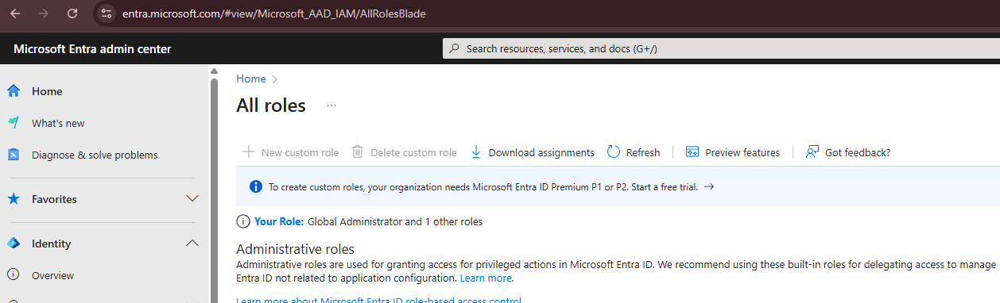 entra.microsoft.com/#view/Microsoft_AAD_IAM/AllRolesBlade
Microsoft Entra admin center
Search resources, services, and docs (G+/)
Home
What's new
Diagnose & solve problems
Favorites
Identity
Overview
Home
All roles
...
New custom role
Delete custom role
Download assignments
Refresh
Preview features
Got feedback?
To create custom roles, your organization needs Microsoft Entra ID Premium P1 or P2. Start a free trial.
Your Role: Global Administrator and 1 other roles
Administrative roles
Administrative roles are used for granting access for privileged actions in Microsoft Entra ID. We recommend using these built-in roles for delegating access to manage
Entra ID not related to application configuration. Learn more.
Learn more about Microsoft Entra ID role-based access control